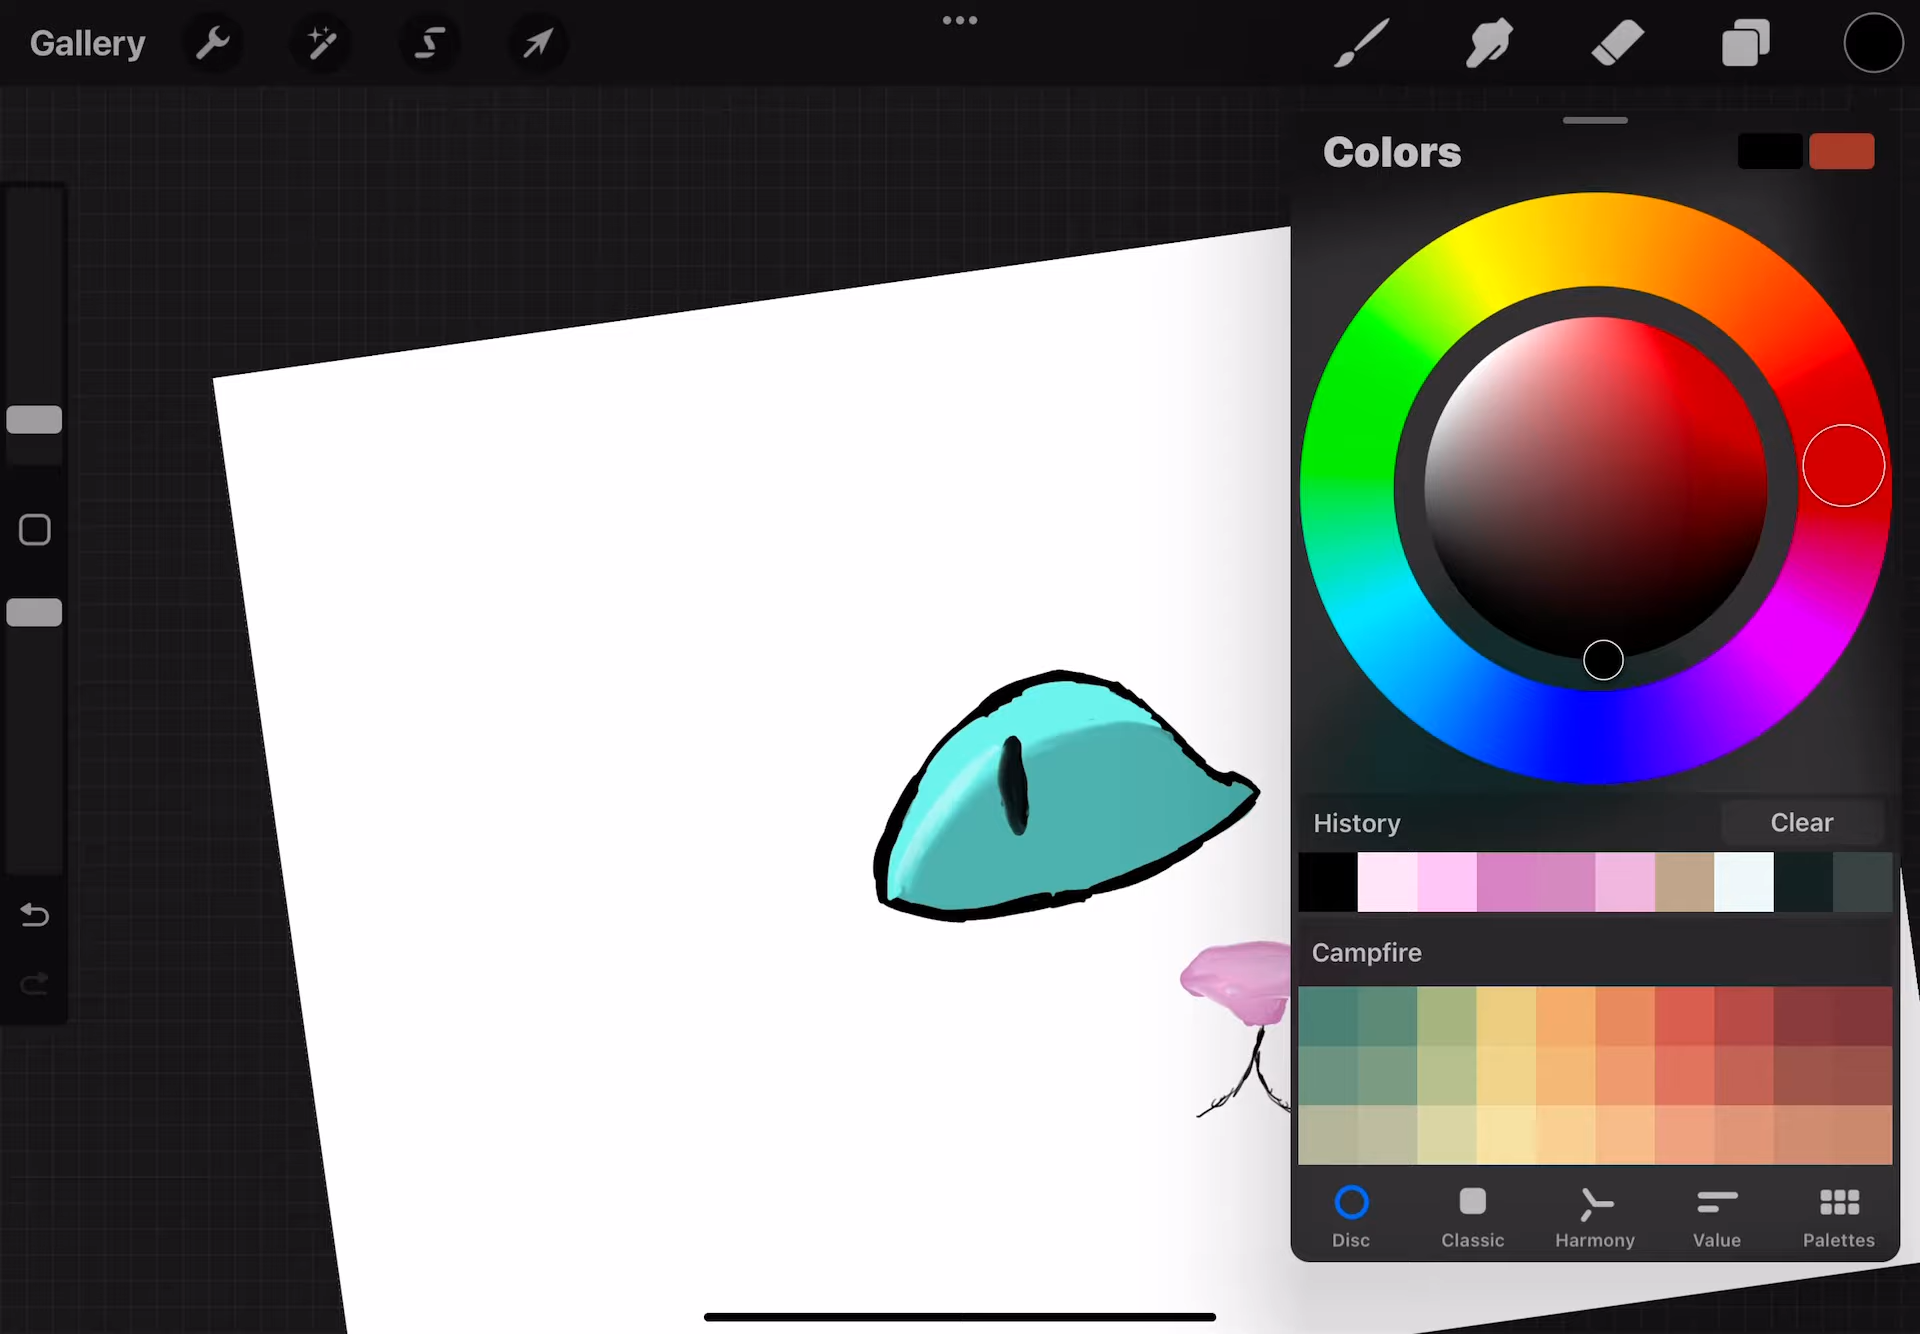 Gallery
Colors
History
Clear
Campfire
Disc
Classic
Harmony
Value
Palettes